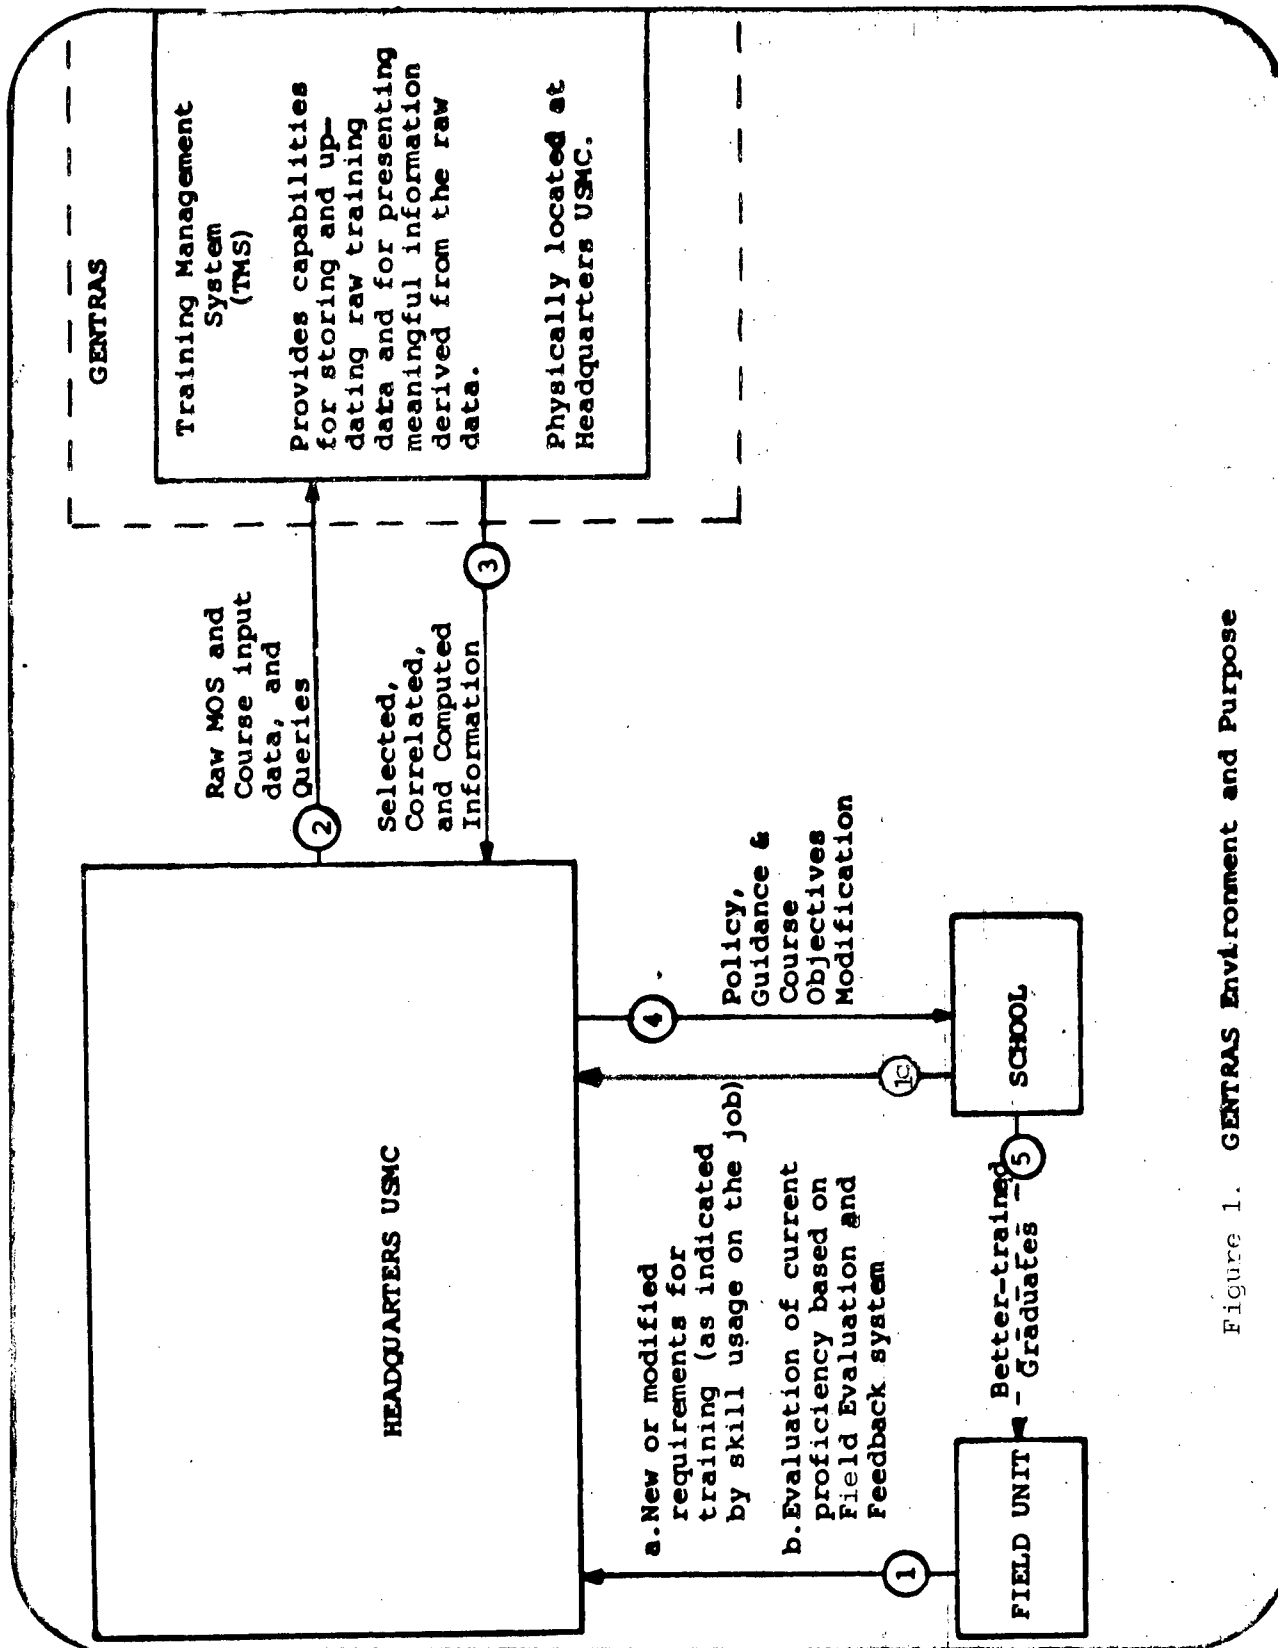 GENTRAS
Training Management
System
(TMS)
Provides capabilities
for storing and up-
dating raw training
data and for presenting
meaningful information
derived from the raw
data.
Physically located at
Headquarters USMC.
Raw MOS and
Course input
data, and
Queries
2
3
Selected,
Correlated,
and Computed
Information
HEADQUARTERS USMC
4
Policy,
Guidance &
Course
Objectives
Modification
1c
SCHOOL
a.New or modified
requirements for
training (as indicated
by skill usage on the job)
b.Evaluation of current
proficiency based on
Field Evaluation and
Feedback system
1
FIELD UNIT
Better-trained
Graduates
5
Figure 1. GENTRAS Environment and Purpose